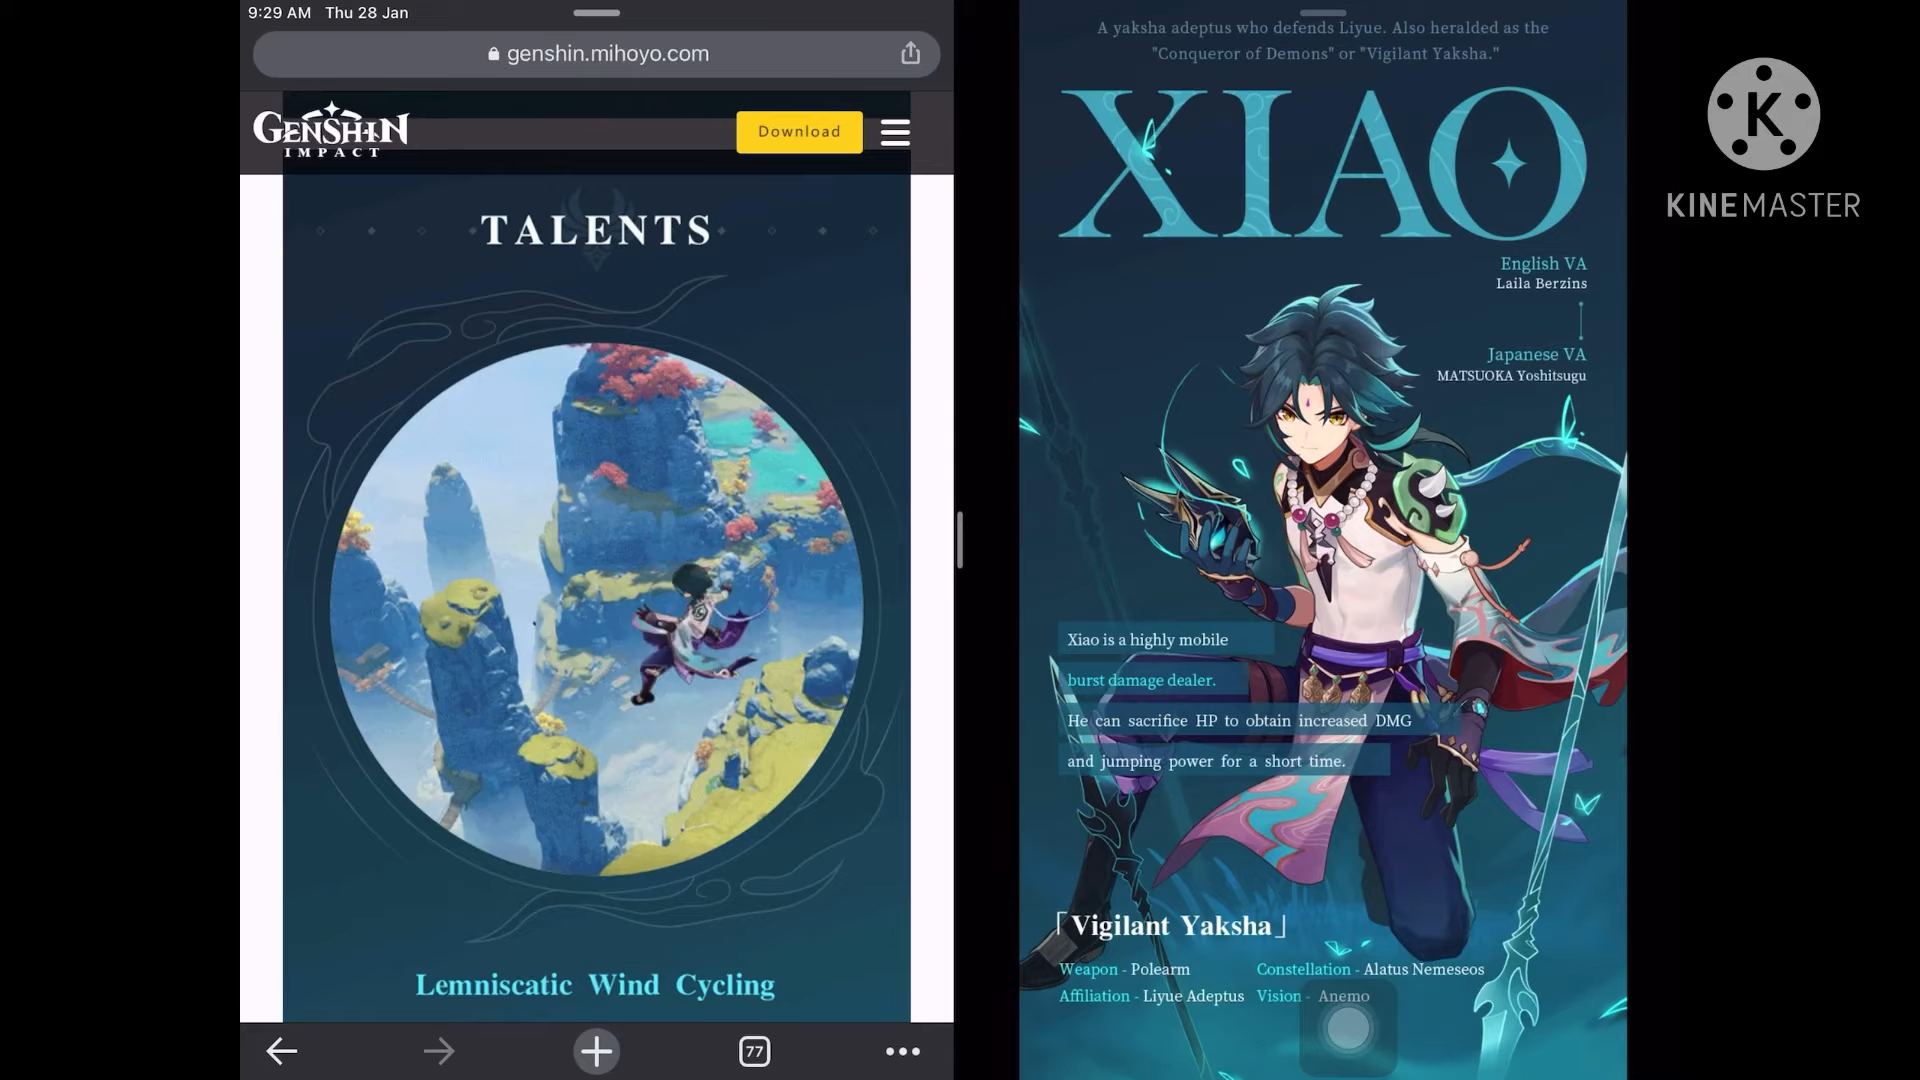 9:29 AM Thu 28 Jan
genshin.mihoyo.com
GENSHIN
IMPACT
Download
TALENTS
Lemniscatic Wind Cycling
77
A yaksha adeptus who defends Liyue. Also heralded as the
"Conqueror of Demons" or "Vigilant Yaksha."
XIAO
English VA
Laila Berzins
Japanese VA
MATSUOKA Yoshitsugu
Xiao is a highly mobile
burst damage dealer.
He can sacrifice HP to obtain increased DMG
and jumping power for a short time.
「Vigilant Yaksha」
Weapon - Polearm Constellation - Alatus Nemeseos
Affiliation - Liyue Adeptus Vision - Anemo
K
KINEMASTER